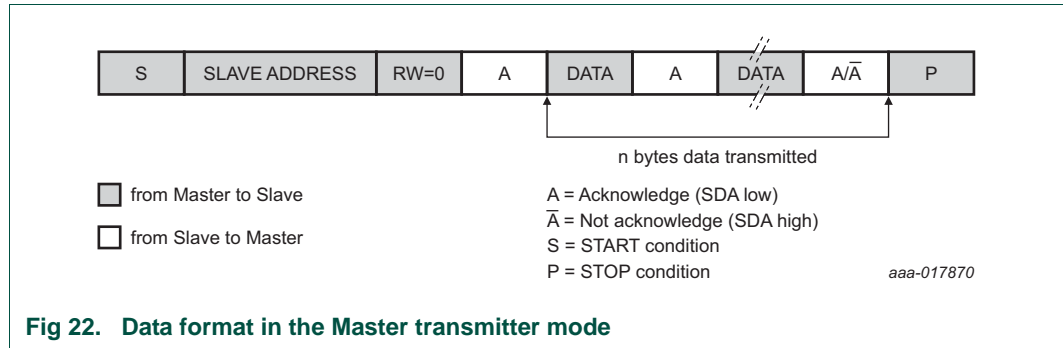 S SLAVE ADDRESS RW=0 A DATA A DATA A/A̅ P
n bytes data transmitted
from Master to Slave
from Slave to Master
A = Acknowledge (SDA low)
A̅ = Not acknowledge (SDA high)
S = START condition
P = STOP condition
aaa-017870
Fig 22. Data format in the Master transmitter mode